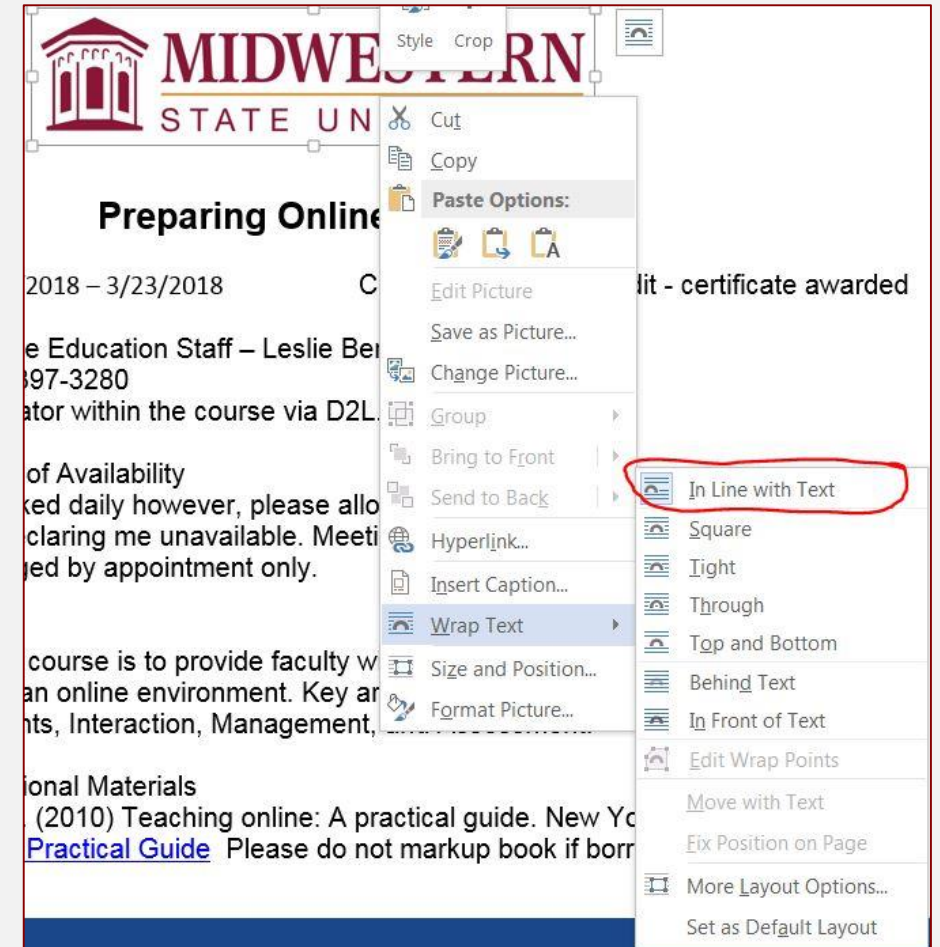 Style Crop
MIDWESTERN
STATE UN
Cut
Copy
Paste Options:
Edit Picture
Save as Picture...
Change Picture...
Group
Bring to Front
Send to Back
Hyperlink...
Insert Caption...
Wrap Text
Size and Position...
Format Picture...
In Line with Text
Square
Tight
Through
Top and Bottom
Behind Text
In Front of Text
Edit Wrap Points
Move with Text
Fix Position on Page
More Layout Options...
Set as Default Layout
Preparing Online
2018 – 3/23/2018 C dit - certificate awarded
e Education Staff – Leslie Ber
397-3280
ator within the course via D2L.
of Availability
ked daily however, please allo
claring me unavailable. Meeti
ged by appointment only.
course is to provide faculty w
an online environment. Key ar
nts, Interaction, Management,
ional Materials
(2010) Teaching online: A practical guide. New Yo
Practical Guide Please do not markup book if borr